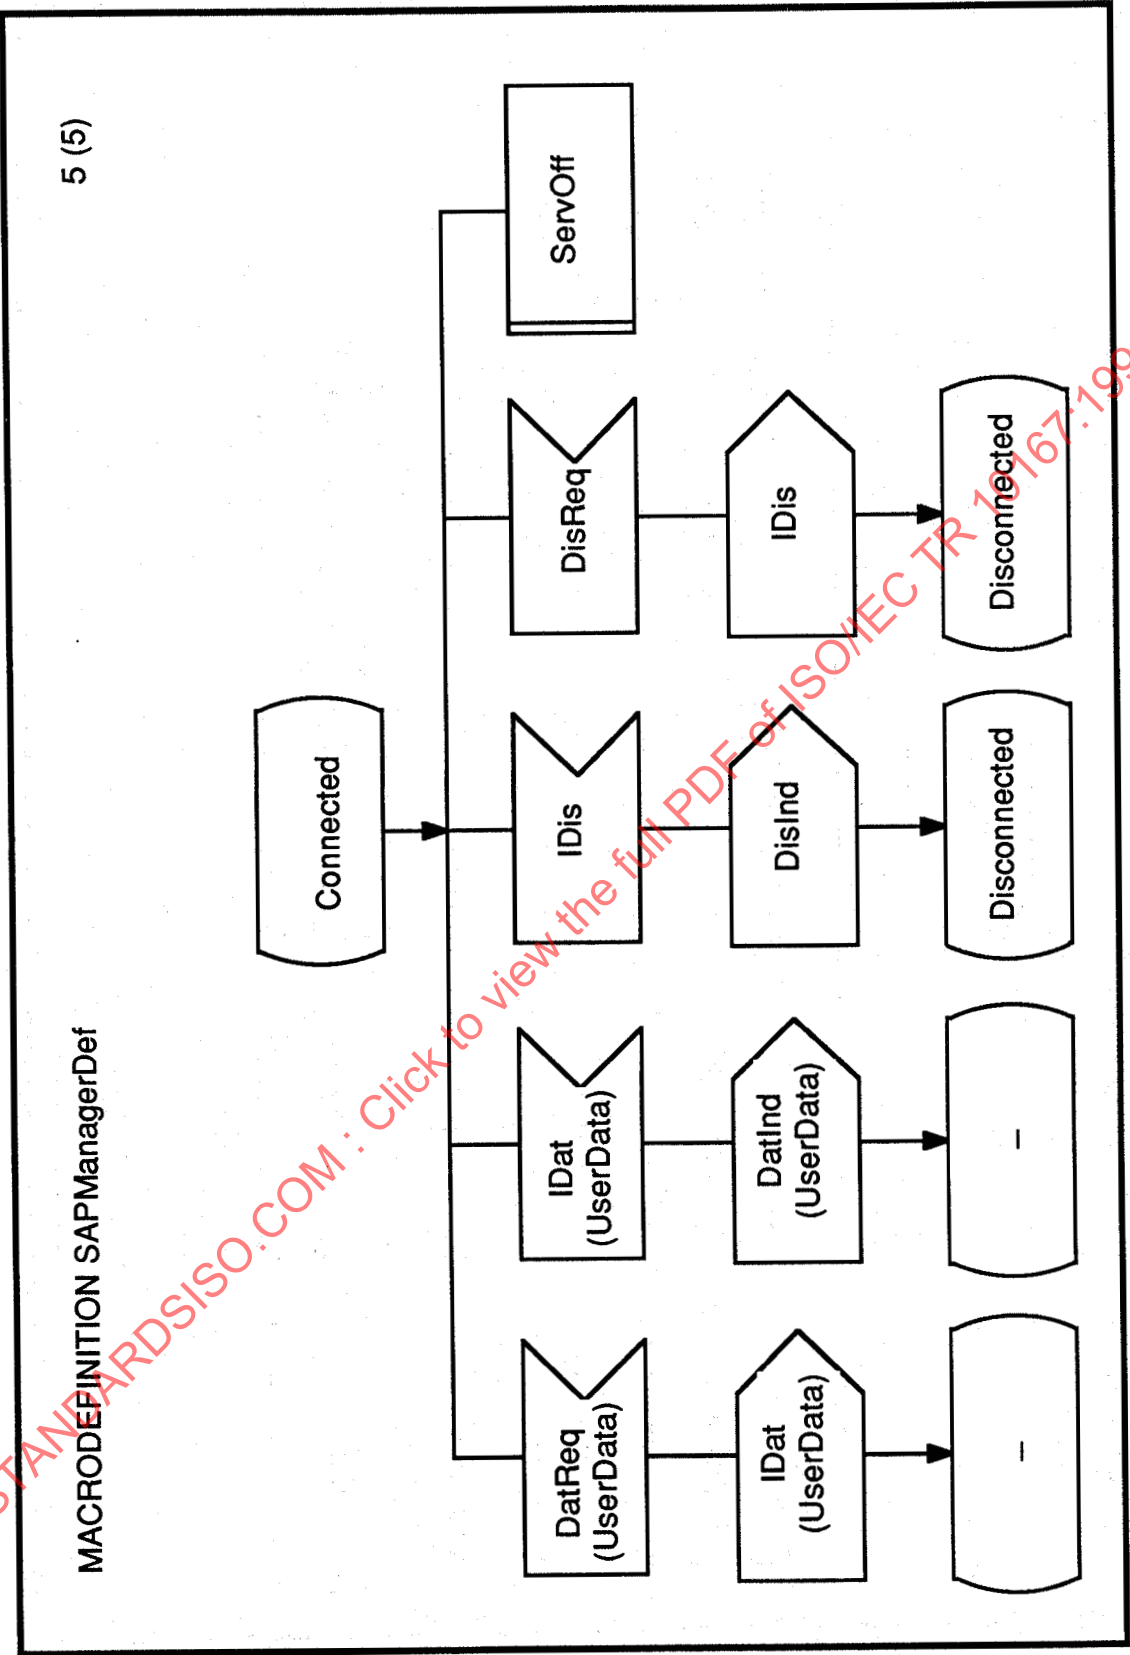 MACRODEFINITION SAPManagerDef
5 (5)
Connected
DatReq
(UserData)
IDat
(UserData)
IDis
DisReq
ServOff
IDat
(UserData)
DatInd
(UserData)
DisInd
IDis
–
–
Disconnected
Disconnected
STANDARDSISO.COM : Click to view the full PDF of ISO/IEC TR 10167:199